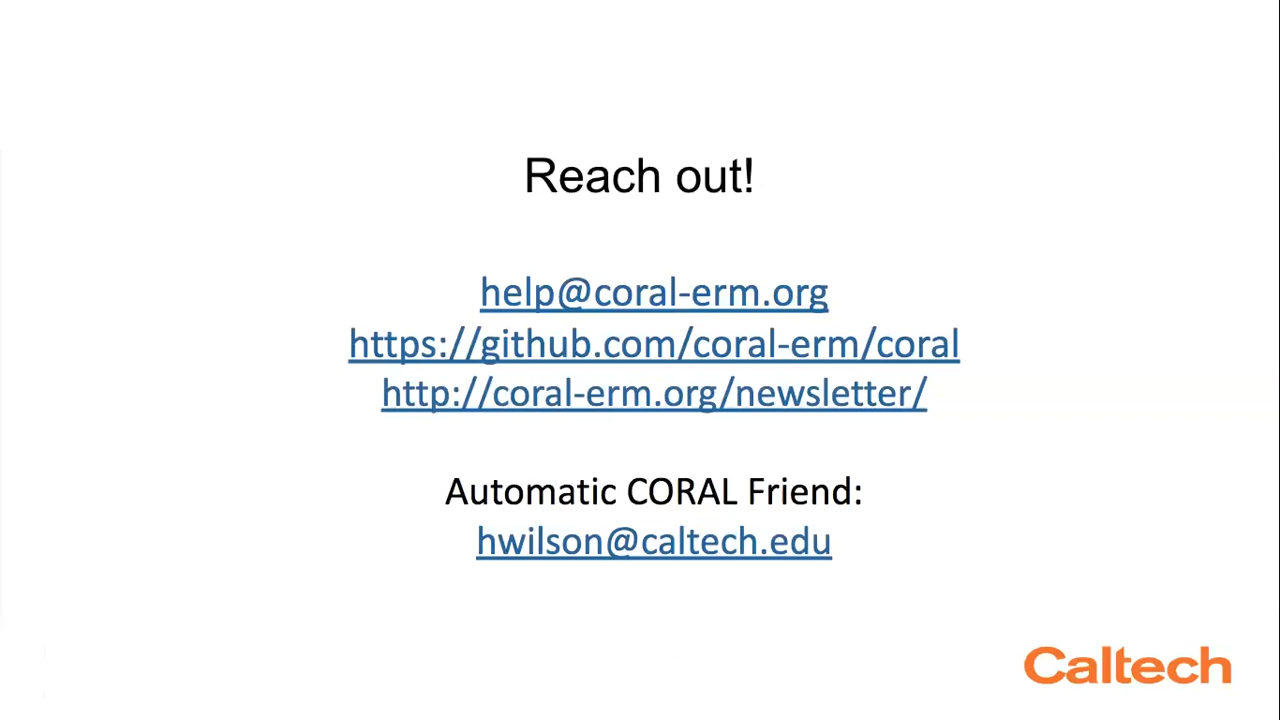 Reach out!
help@coral-erm.org
https://github.com/coral-erm/coral
http://coral-erm.org/newsletter/
Automatic CORAL Friend:
hwilson@caltech.edu
Caltech